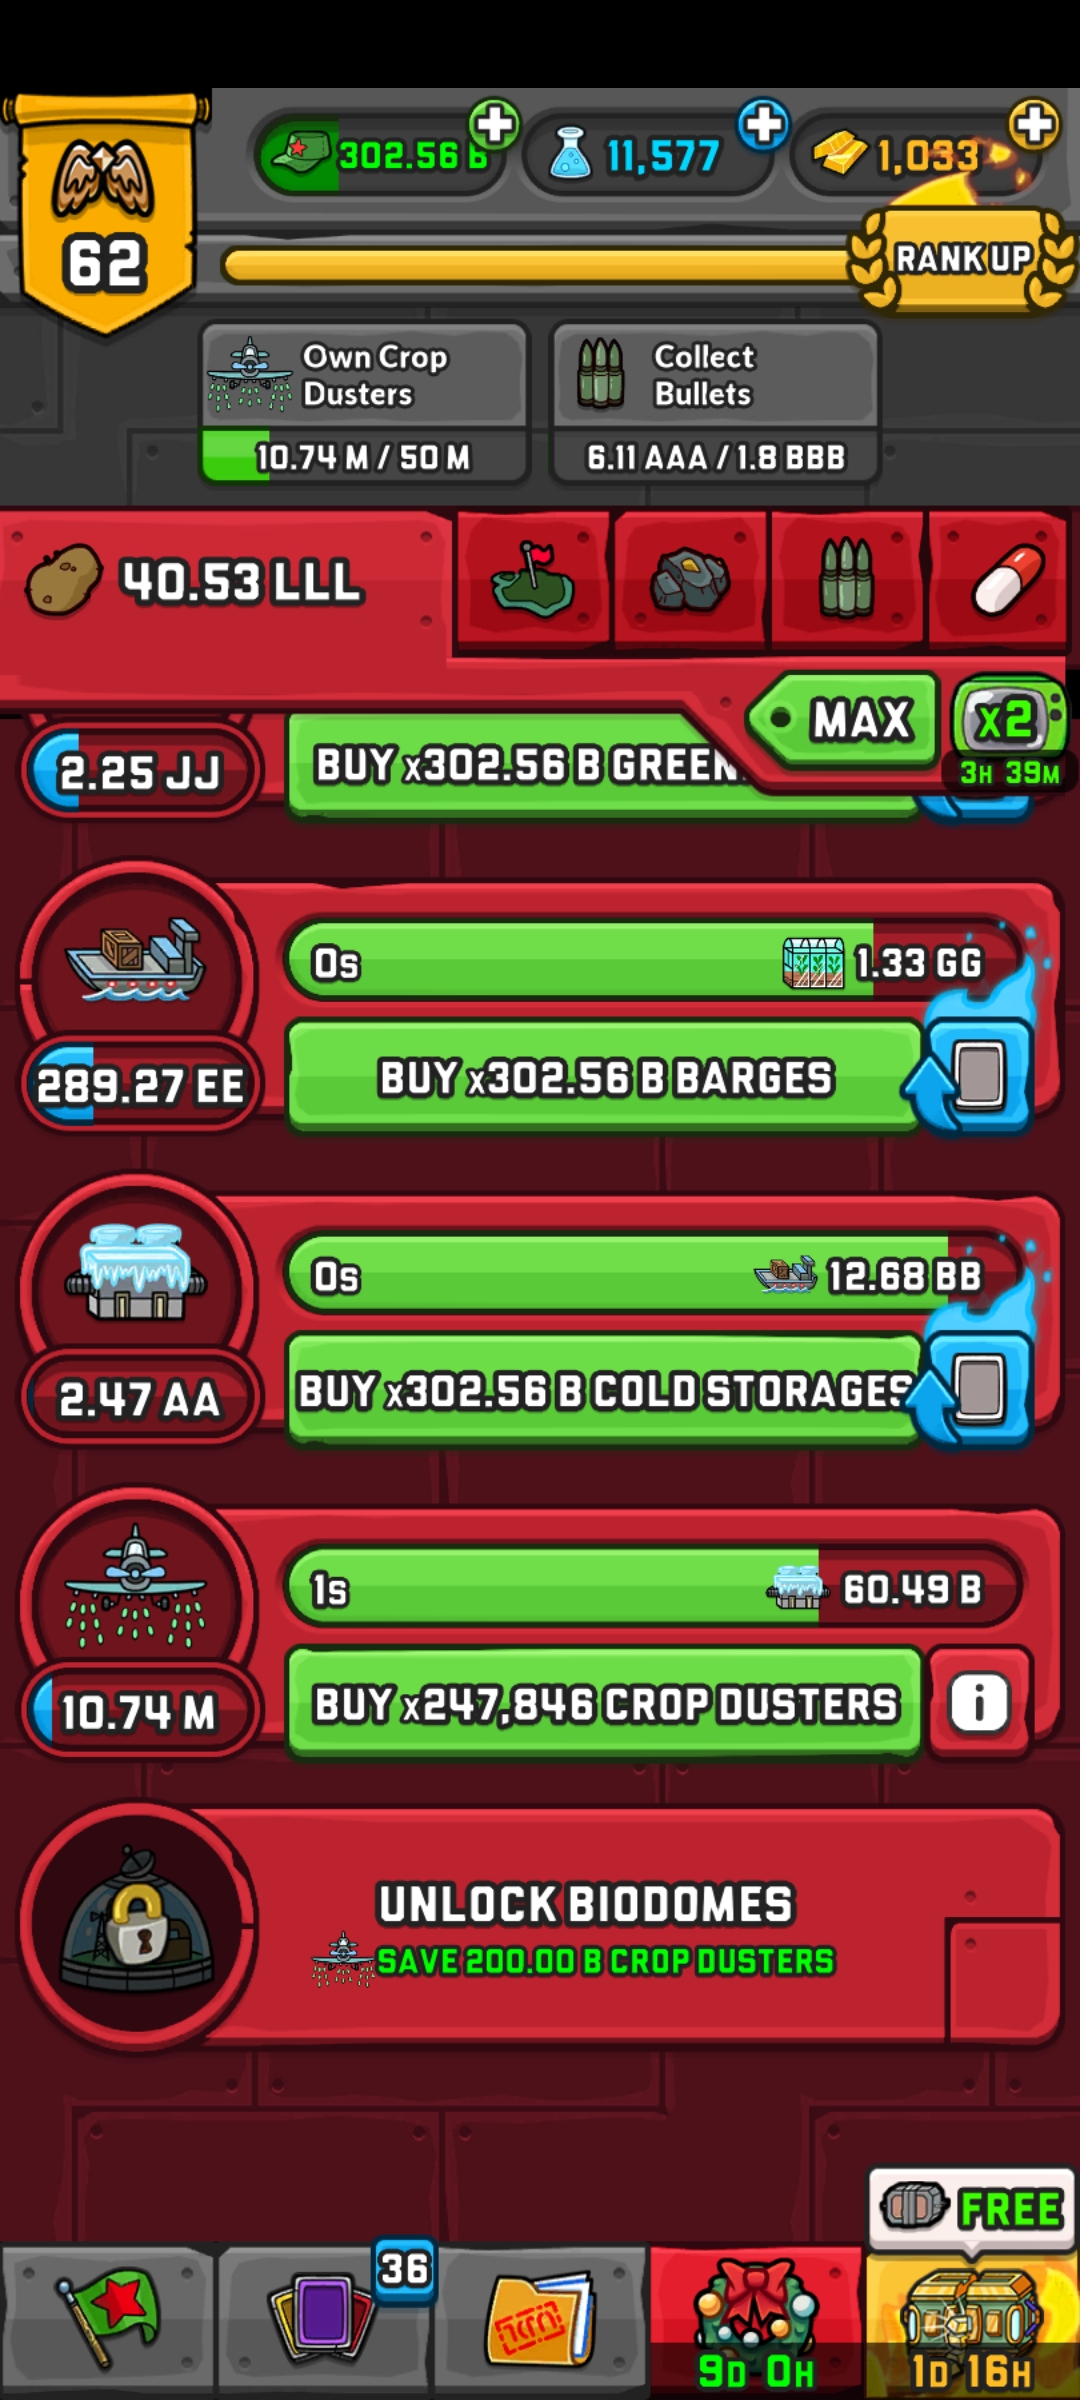 302.56 B
11,577
1,033
62
RANK UP
Own Crop
Dusters
10.74 M / 50 M
Collect
Bullets
6.11 AAA / 1.8 BBB
40.53 LLL
MAX
x2
3H 39M
2.25 JJ
BUY x302.56 B GREEN
0s
1.33 GG
289.27 EE
BUY x302.56 B BARGES
0s
12.68 BB
2.47 AA
BUY x302.56 B COLD STORAGES
1s
60.49 B
10.74 M
BUY x247,846 CROP DUSTERS
i
UNLOCK BIODOMES
SAVE 200.00 B CROP DUSTERS
FREE
36
9D 0H
1D 16H